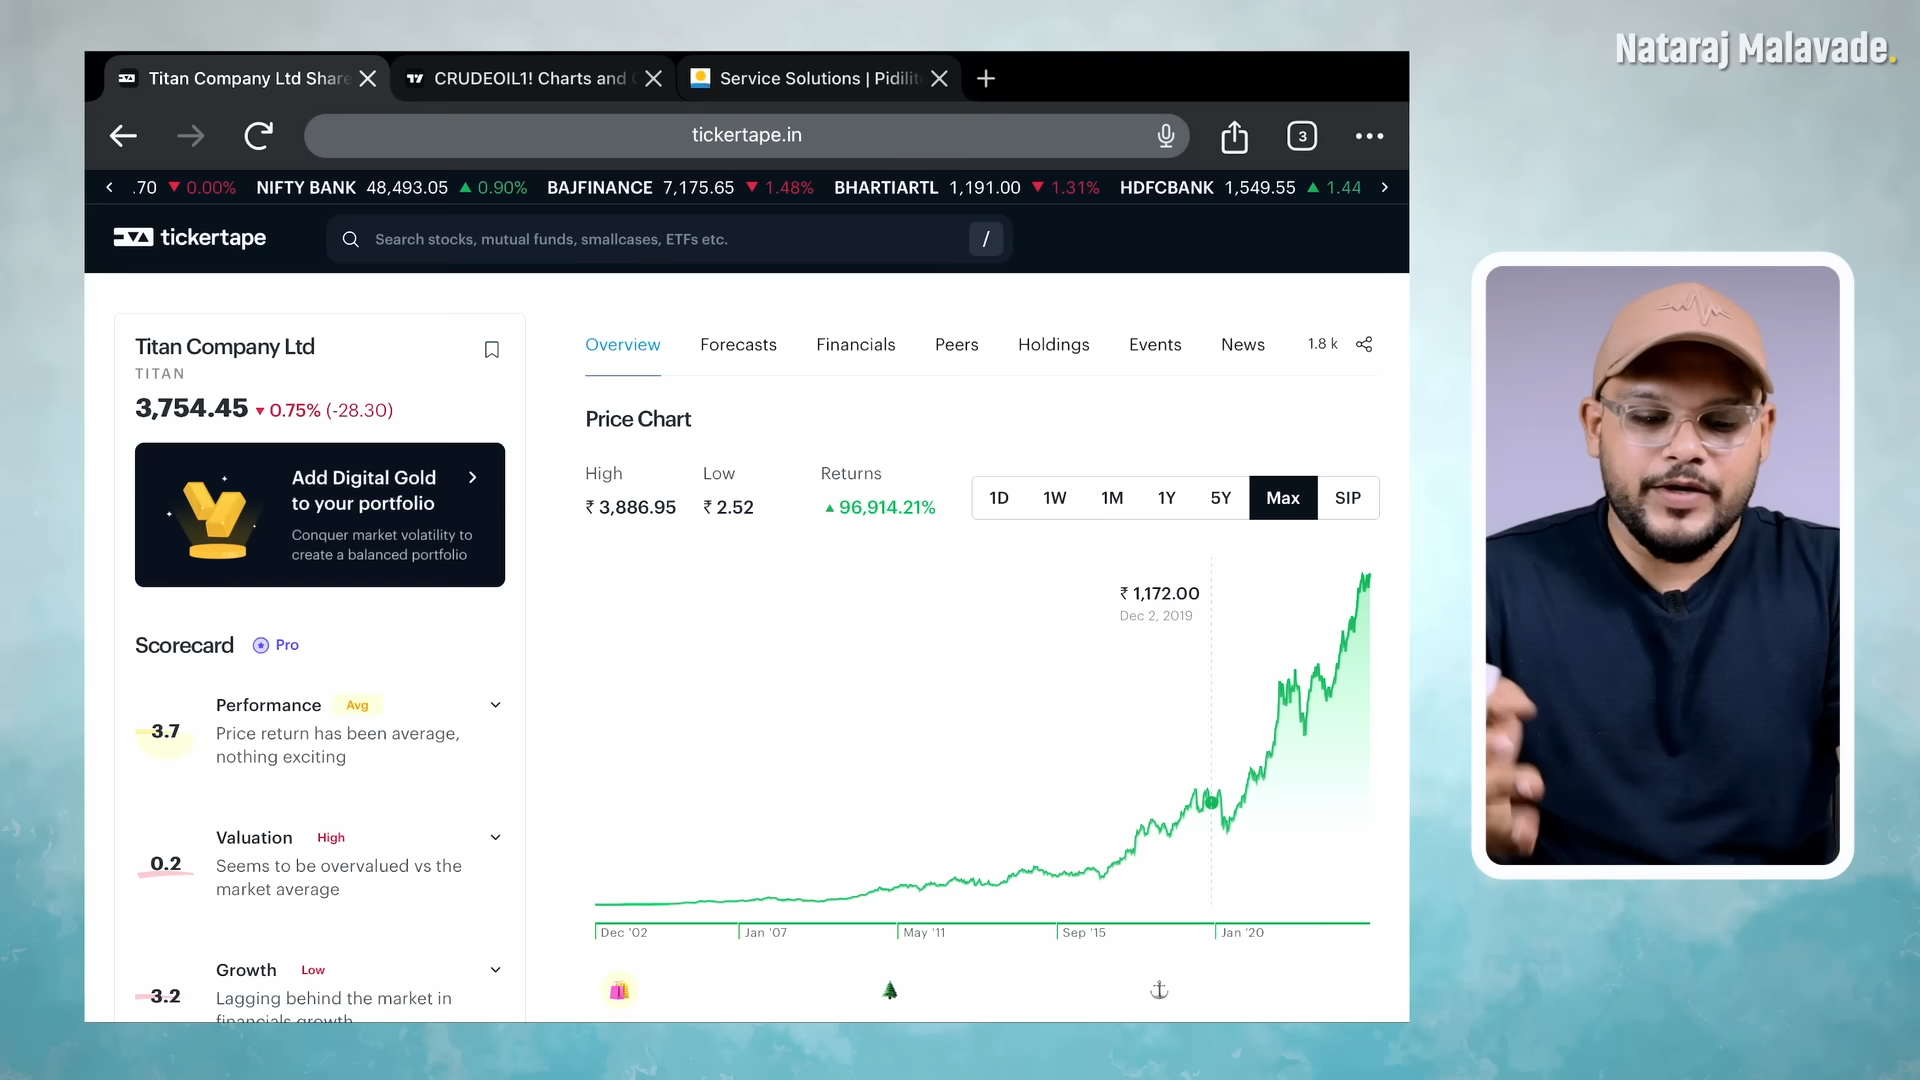 Nataraj Malavade.
Titan Company Ltd Share
CRUDEOIL1! Charts and
Service Solutions | Pidilit
tickertape.in
3
.70 ▼ 0.00% NIFTY BANK 48,493.05 ▲ 0.90% BAJFINANCE 7,175.65 ▼ 1.48% BHARTIARTL 1,191.00 ▼ 1.31% HDFCBANK 1,549.55 ▲ 1.44
tickertape
Search stocks, mutual funds, smallcases, ETFs etc.
/
Titan Company Ltd
TITAN
3,754.45 ▼ 0.75% (-28.30)
Add Digital Gold
to your portfolio
Conquer market volatility to
create a balanced portfolio
Scorecard Pro
Performance Avg
3.7
Price return has been average,
nothing exciting
Valuation High
0.2
Seems to be overvalued vs the
market average
Growth Low
3.2
Lagging behind the market in
financials growth
Overview Forecasts Financials Peers Holdings Events News 1.8 k
Price Chart
High Low Returns
₹ 3,886.95 ₹ 2.52 ▲ 96,914.21%
1D 1W 1M 1Y 5Y Max SIP
₹ 1,172.00
Dec 2, 2019
Dec '02 Jan '07 May '11 Sep '15 Jan '20